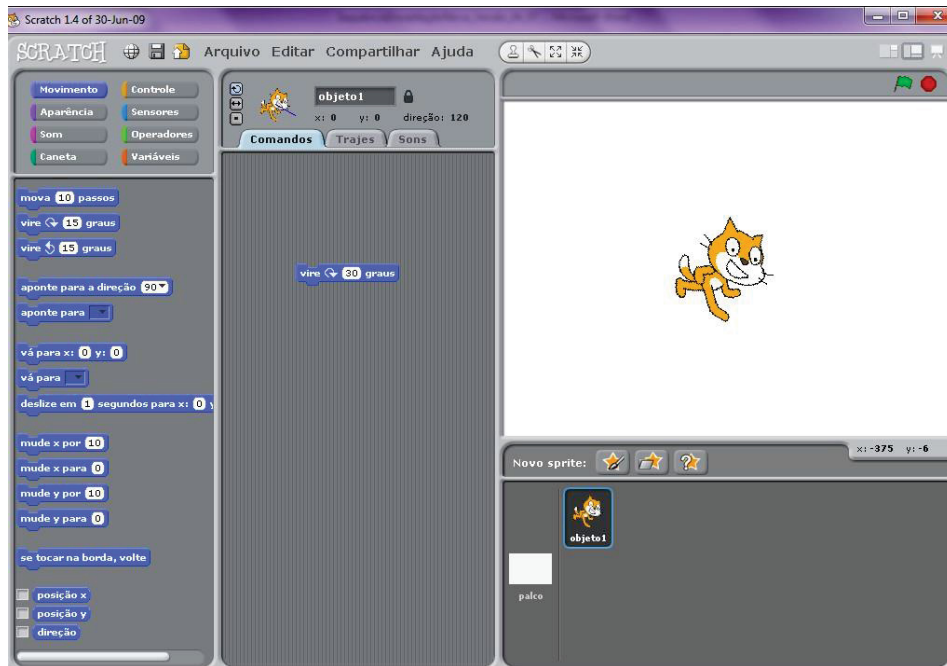 Scratch 1.4 of 30-Jun-09
SCRATCH Arquivo Editar Compartilhar Ajuda
Movimento Controle
Aparência Sensores
Som Operadores
Caneta Variáveis
mova 10 passos
vire 15 graus
vire 15 graus
aponte para a direção 90
aponte para
vá para x: 0 y: 0
vá para
deslize em 1 segundos para x: 0 y
mude x por 10
mude x para 0
mude y por 10
mude y para 0
se tocar na borda, volte
posição x
posição y
direção
objeto1
x: 0 y: 0 direção: 120
Comandos Trajes Sons
vire 30 graus
x: -375 y: -6
Novo sprite:
objeto1
palco